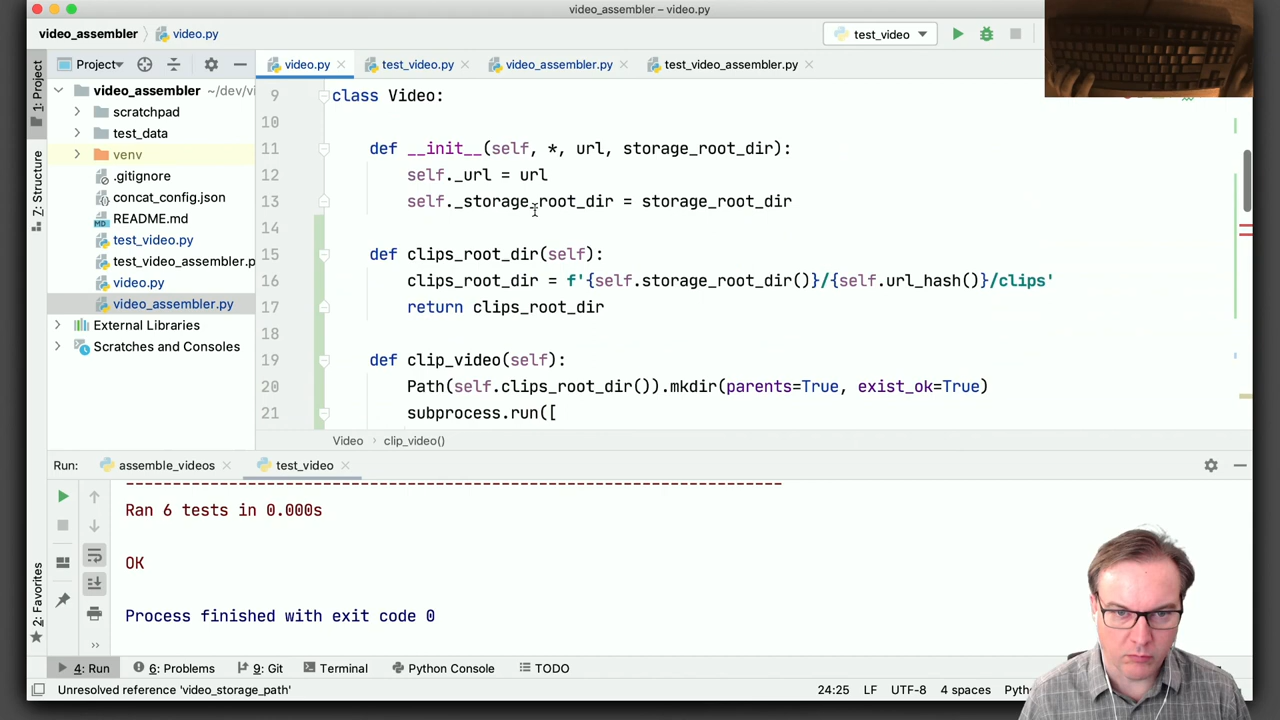 video_assembler – video.py
video_assembler
video.py
test_video
Project
video.py
test_video.py
video_assembler.py
test_video_assembler.py
1: Project
Z: Structure
2: Favorites
video_assembler ~/dev/vi
scratchpad
test_data
venv
.gitignore
concat_config.json
README.md
test_video.py
test_video_assembler.p
video.py
video_assembler.py
External Libraries
Scratches and Consoles
9 class Video:
10
11 def __init__(self, *, url, storage_root_dir):
12 self._url = url
13 self._storage_root_dir = storage_root_dir
14
15 def clips_root_dir(self):
16 clips_root_dir = f'{self.storage_root_dir()}/{self.url_hash()}/clips'
17 return clips_root_dir
18
19 def clip_video(self):
20 Path(self.clips_root_dir()).mkdir(parents=True, exist_ok=True)
21 subprocess.run([
Video › clip_video()
Run: assemble_videos test_video
----------------------------------------------------------------------
Ran 6 tests in 0.000s
OK
Process finished with exit code 0
4: Run 6: Problems 9: Git Terminal Python Console TODO
Unresolved reference 'video_storage_path' 24:25 LF UTF-8 4 spaces